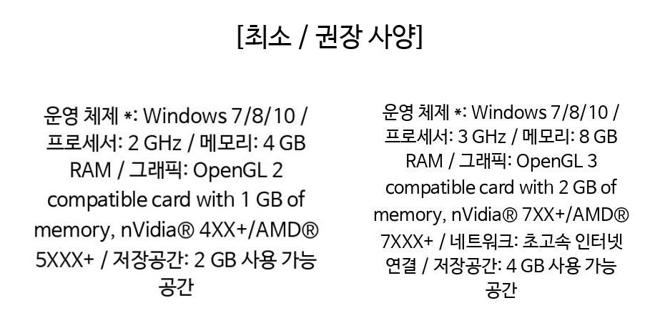 [최소 / 권장 사양]
운영 체제 *: Windows 7/8/10 /
프로세서: 2 GHz / 메모리: 4 GB
RAM / 그래픽: OpenGL 2
compatible card with 1 GB of
memory, nVidia® 4XX+/AMD®
5XXX+ / 저장공간: 2 GB 사용 가능
공간
운영 체제 *: Windows 7/8/10 /
프로세서: 3 GHz / 메모리: 8 GB
RAM / 그래픽: OpenGL 3
compatible card with 2 GB of
memory, nVidia® 7XX+/AMD®
7XXX+ / 네트워크: 초고속 인터넷
연결 / 저장공간: 4 GB 사용 가능
공간